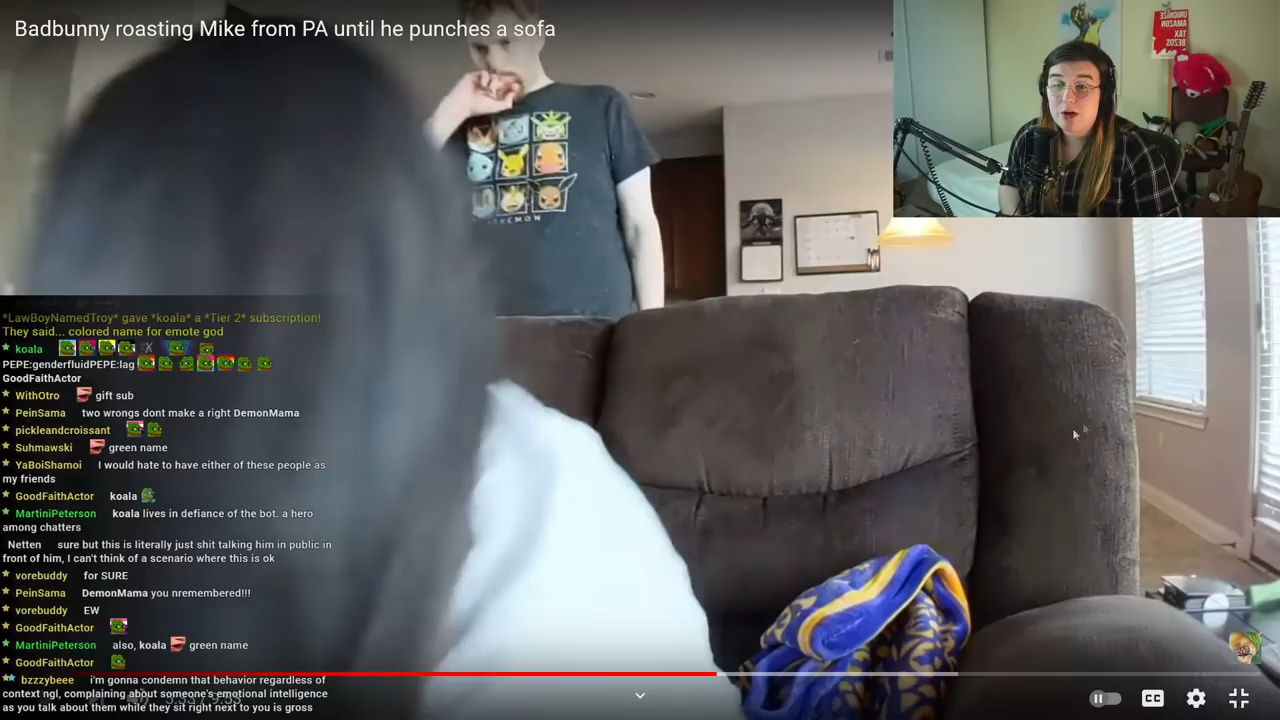 Badbunny roasting Mike from PA until he punches a sofa
UNIONIZE
AMAZON
TAX
BEZOS
*LawBoyNamedTroy* gave *koala* a *Tier 2* subscription!
They said... colored name for emote god
koala
PEPE:genderfluidPEPE:lag
GoodFaithActor
WithOtro gift sub
PeinSama two wrongs dont make a right DemonMama
pickleandcroissant
Suhmawski green name
YaBoiShamoi I would hate to have either of these people as
my friends
GoodFaithActor koala
MartiniPeterson koala lives in defiance of the bot. a hero
among chatters
Netten sure but this is literally just shit talking him in public in
front of him, I can't think of a scenario where this is ok
vorebuddy for SURE
PeinSama DemonMama you nremembered!!!
vorebuddy EW
GoodFaithActor
MartiniPeterson also, koala green name
GoodFaithActor
bzzzybeee i'm gonna condemn that behavior regardless of
context ngl, complaining about someone's emotional intelligence
as you talk about them while they sit right next to you is gross
CC